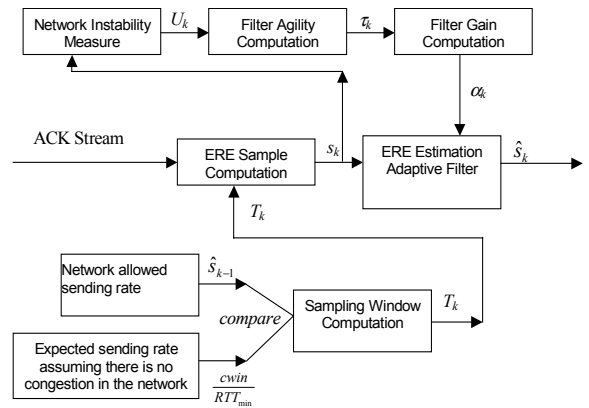 Network Instability
Measure
U_k
Filter Agility
Computation
τ_k
Filter Gain
Computation
α_k
ACK Stream
ERE Sample
Computation
s_k
ERE Estimation
Adaptive Filter
ŝ_k
T_k
Network allowed
sending rate
ŝ_{k−1}
compare
Sampling Window
Computation
T_k
Expected sending rate
assuming there is no
congestion in the network
cwin
RTT_min